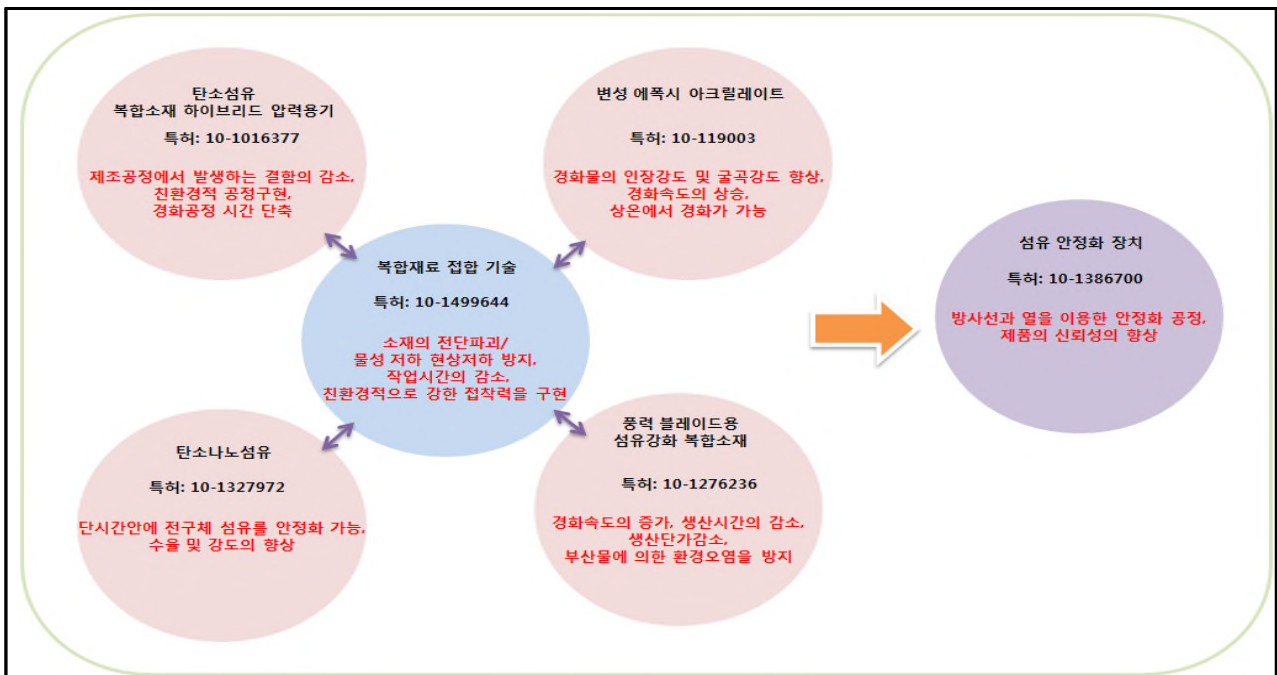 탄소섬유
복합소재 하이브리드 압력용기
특허: 10-1016377
제조공정에서 발생하는 결함의 감소,
친환경적 공정구현,
경화공정 시간 단축
변성 에폭시 아크릴레이트
특허: 10-119003
경화물의 인장강도 및 굴곡강도 향상,
경화속도의 상승,
상온에서 경화가 가능
복합재료 접합 기술
특허: 10-1499644
소재의 전단파괴/
물성 저하 현상저하 방지,
작업시간의 감소,
친환경적으로 강한 접착력을 구현
탄소나노섬유
특허: 10-1327972
단시간안에 전구체 섬유를 안정화 가능,
수율 및 강도의 향상
풍력 블레이드용
섬유강화 복합소재
특허: 10-1276236
경화속도의 증가, 생산시간의 감소,
생산단가감소,
부산물에 의한 환경오염을 방지
섬유 안정화 장치
특허: 10-1386700
방사선과 열을 이용한 안정화 공정,
제품의 신뢰성의 향상